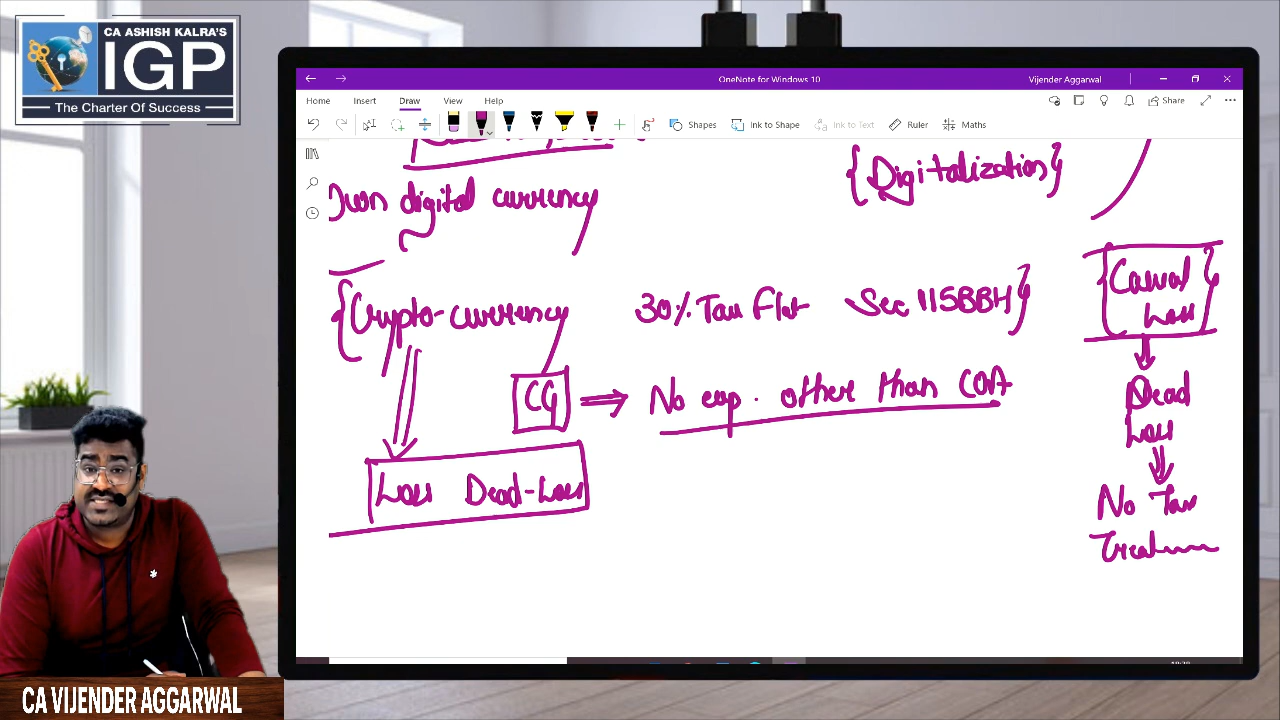 CA ASHISH KALRA'S
IGP
The Charter Of Success
OneNote for Windows 10
Vijender Aggarwal
Home Insert Draw View Help
Share
Shapes Ink to Shape Ink to Text Ruler Maths
own digital currency
{Digitalization}
{Crypto-currency 30% Tax Flat Sec 115BBH}
CG ⇒ No exp. other than COA
Loss Dead-Loss
{Casual Loss}
Dead
Loss
No Tax
Treatment
CA VIJENDER AGGARWAL